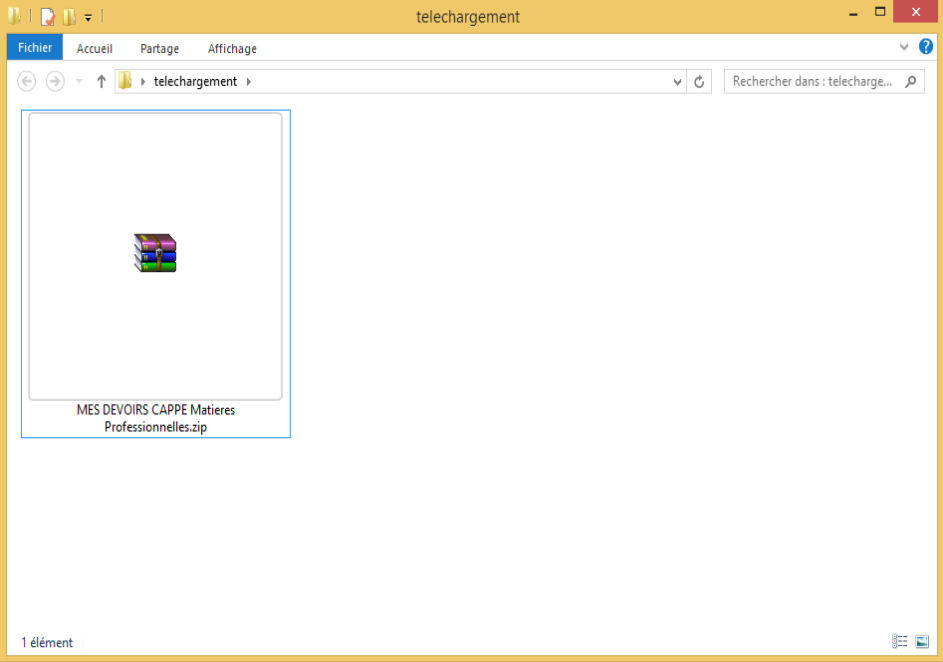 telechargement
Fichier Accueil Partage Affichage
telechargement
Rechercher dans : telecharge...
MES DEVOIRS CAPPE Matieres
Professionnelles.zip
1 élément